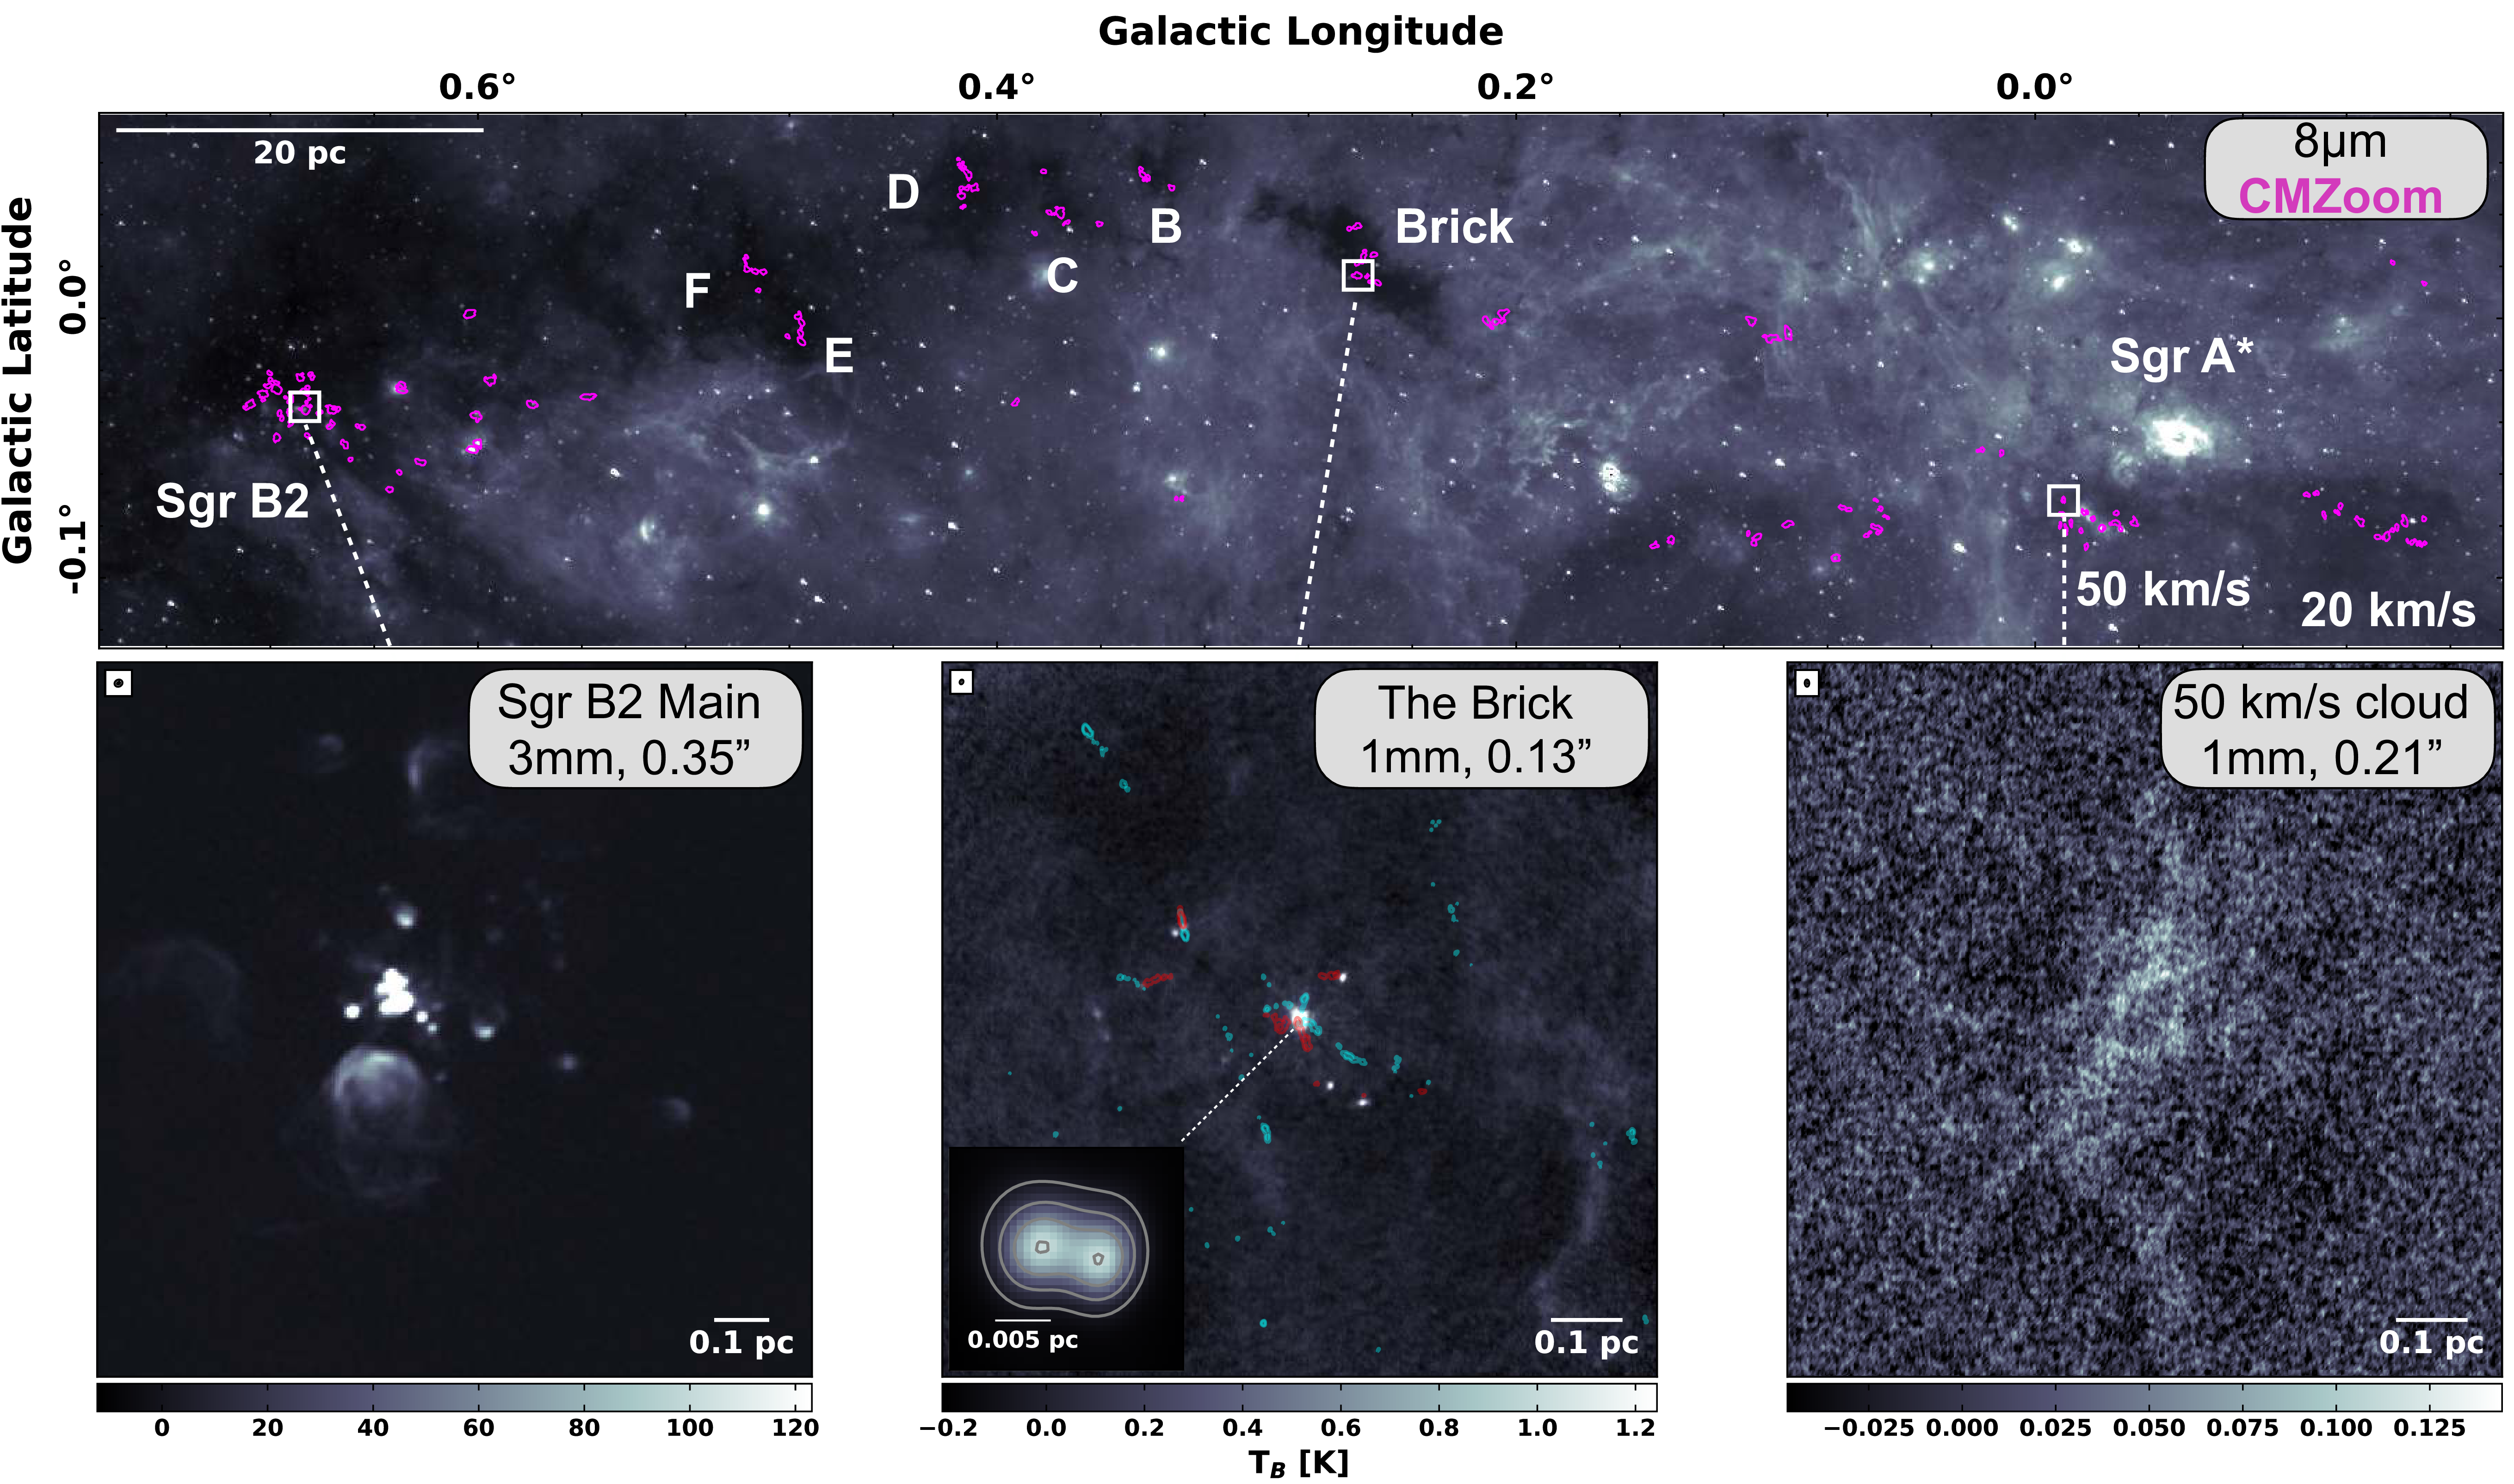 Galactic Longitude
0.6° 0.4° 0.2° 0.0°
Galactic Latitude
0.0°
-0.1°
20 pc
8μm
CMZoom
D
B
Brick
C
F
E
Sgr A*
Sgr B2
50 km/s
20 km/s
Sgr B2 Main
3mm, 0.35”
0.1 pc
0 20 40 60 80 100 120
The Brick
1mm, 0.13”
0.005 pc
0.1 pc
−0.2 0.0 0.2 0.4 0.6 0.8 1.0 1.2
T_B [K]
50 km/s cloud
1mm, 0.21”
0.1 pc
−0.025 0.000 0.025 0.050 0.075 0.100 0.125